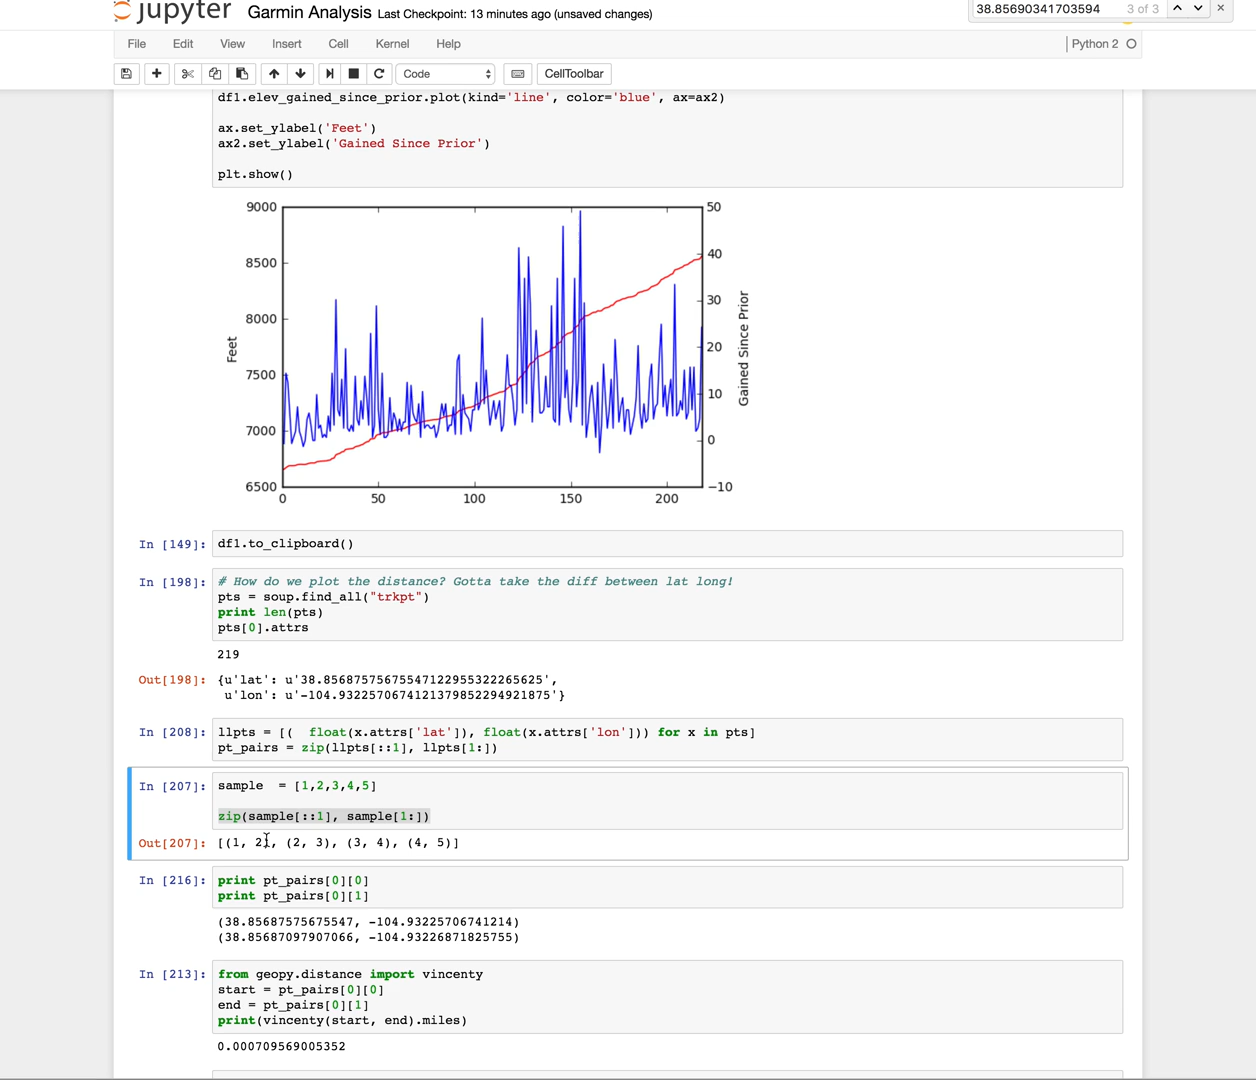 jupyter Garmin Analysis Last Checkpoint: 13 minutes ago (unsaved changes)
38.85690341703594 3 of 3
File Edit View Insert Cell Kernel Help
Python 2
Code CellToolbar
df1.elev_gained_since_prior.plot(kind='line', color='blue', ax=ax2)
ax.set_ylabel('Feet')
ax2.set_ylabel('Gained Since Prior')
plt.show()
9000
8500
8000
7500
7000
6500
Feet
50
40
30
20
10
0
−10
Gained Since Prior
0 50 100 150 200
In [149]: df1.to_clipboard()
In [198]: # How do we plot the distance? Gotta take the diff between lat long!
pts = soup.find_all("trkpt")
print len(pts)
pts[0].attrs
219
Out[198]: {u'lat': u'38.85687575675547122955322265625',
u'lon': u'-104.9322570674121379852294921875'}
In [208]: llpts = [(  float(x.attrs['lat']), float(x.attrs['lon'])) for x in pts]
pt_pairs = zip(llpts[::1], llpts[1:])
In [207]: sample  = [1,2,3,4,5]
zip(sample[::1], sample[1:])
Out[207]: [(1, 2), (2, 3), (3, 4), (4, 5)]
In [216]: print pt_pairs[0][0]
print pt_pairs[0][1]
(38.85687575675547, -104.93225706741214)
(38.85687097907066, -104.93226871825755)
In [213]: from geopy.distance import vincenty
start = pt_pairs[0][0]
end = pt_pairs[0][1]
print(vincenty(start, end).miles)
0.000709569005352